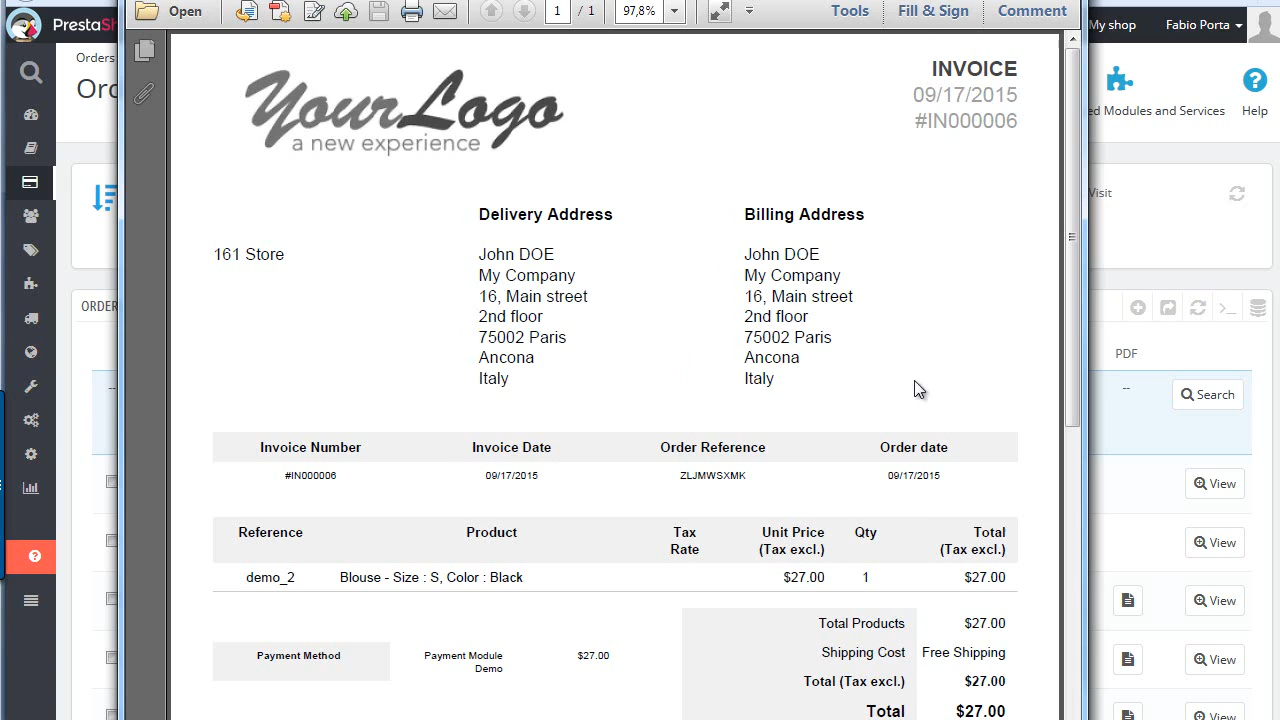 PrestaSh
Open
1 / 1
97,8%
Tools
Fill & Sign
Comment
My shop
Fabio Porta
Orders
Ord
ed Modules and Services
Help
Visit
ORDER
PDF
--
--
Search
View
View
View
View
View
YourLogo
a new experience
INVOICE
09/17/2015
#IN000006
Delivery Address
Billing Address
161 Store
John DOE
John DOE
My Company
My Company
16, Main street
16, Main street
2nd floor
2nd floor
75002 Paris
75002 Paris
Ancona
Ancona
Italy
Italy
Invoice Number Invoice Date Order Reference Order date
#IN000006 09/17/2015 ZLJMWSXMK 09/17/2015
Reference Product Tax Unit Price Qty Total
Rate (Tax excl.) (Tax excl.)
demo_2 Blouse - Size : S, Color : Black $27.00 1 $27.00
Total Products $27.00
Payment Method Payment Module $27.00
Demo
Shipping Cost Free Shipping
Total (Tax excl.) $27.00
Total $27.00